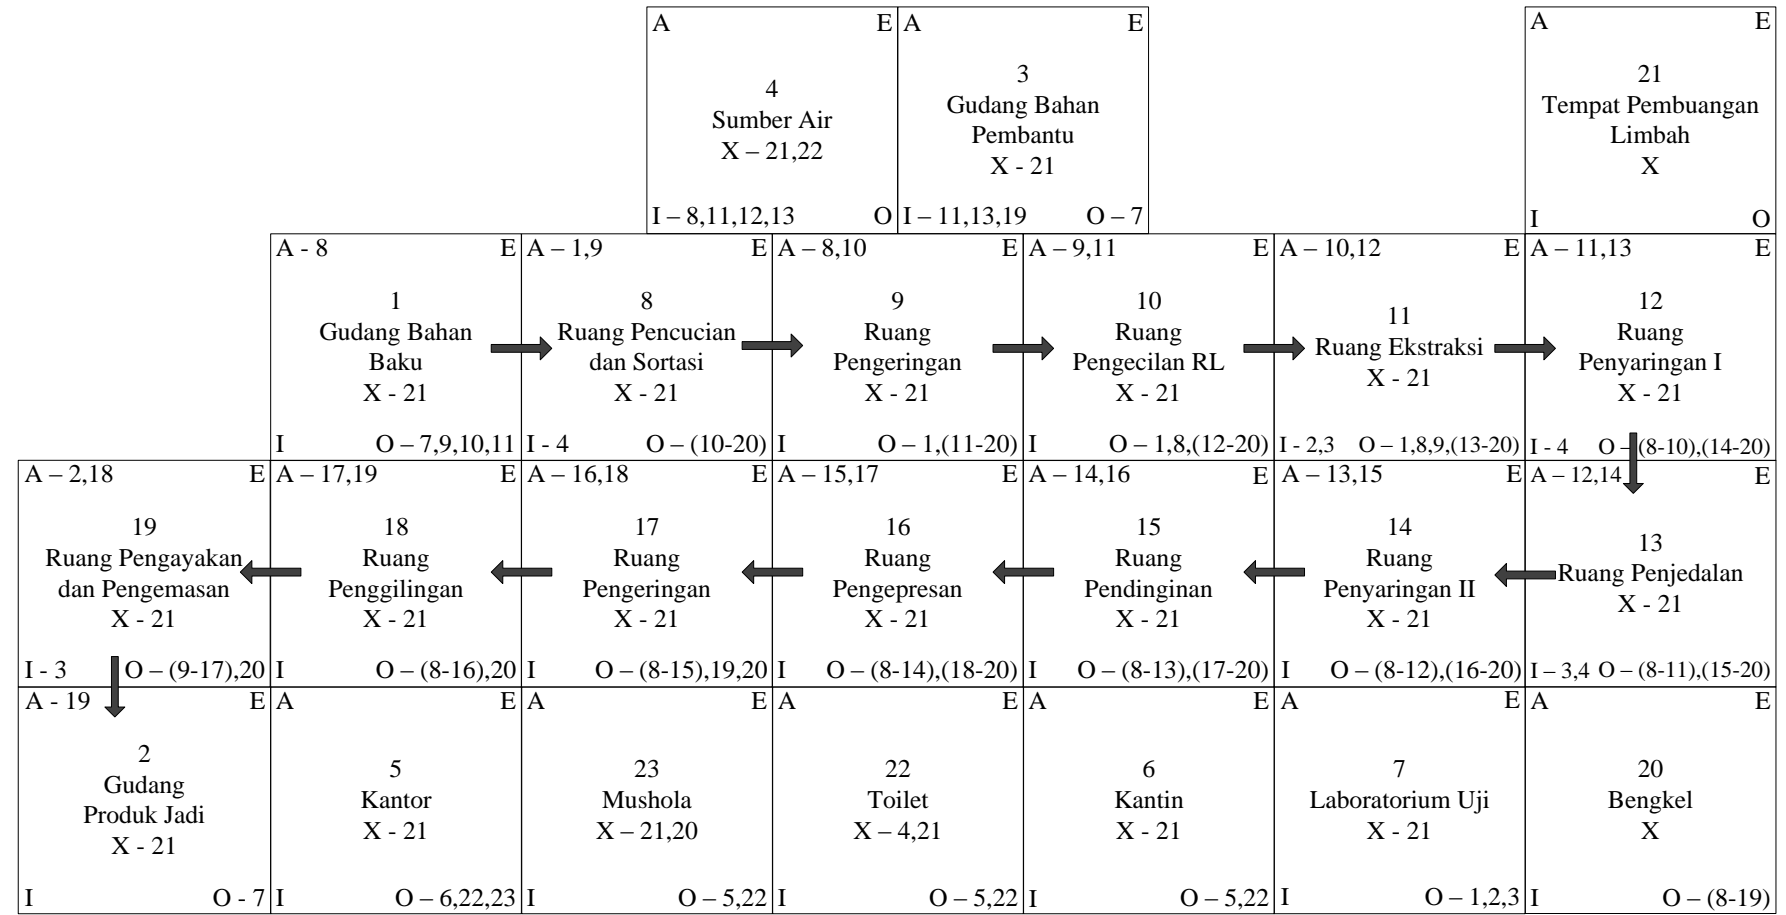 A E
4
Sumber Air
X – 21,22
I – 8,11,12,13 O
A E
3
Gudang Bahan
Pembantu
X - 21
I – 11,13,19 O – 7
A E
21
Tempat Pembuangan
Limbah
X
I O
A - 8 E
1
Gudang Bahan
Baku
X - 21
I O – 7,9,10,11
A – 1,9 E
8
Ruang Pencucian
dan Sortasi
X - 21
I - 4 O – (10-20)
A – 8,10 E
9
Ruang
Pengeringan
X - 21
I O – 1,(11-20)
A – 9,11 E
10
Ruang
Pengecilan RL
X - 21
I O – 1,8,(12-20)
A – 10,12 E
11
Ruang Ekstraksi
X - 21
I - 2,3 O – 1,8,9,(13-20)
A – 11,13 E
12
Ruang
Penyaringan I
X - 21
I - 4 O – (8-10),(14-20)
A – 2,18 E
19
Ruang Pengayakan
dan Pengemasan
X - 21
I - 3 O – (9-17),20
A – 17,19 E
18
Ruang
Penggilingan
X - 21
I O – (8-16),20
A – 16,18 E
17
Ruang
Pengeringan
X - 21
I O – (8-15),19,20
A – 15,17 E
16
Ruang
Pengepresan
X - 21
I O – (8-14),(18-20)
A – 14,16 E
15
Ruang
Pendinginan
X - 21
I O – (8-13),(17-20)
A – 13,15 E
14
Ruang
Penyaringan II
X - 21
I O – (8-12),(16-20)
A – 12,14 E
13
Ruang Penjedalan
X - 21
I – 3,4 O – (8-11),(15-20)
A - 19 E
2
Gudang
Produk Jadi
X - 21
I O - 7
A E
5
Kantor
X - 21
I O – 6,22,23
A E
23
Mushola
X – 21,20
I O – 5,22
A E
22
Toilet
X – 4,21
I O – 5,22
A E
6
Kantin
X - 21
I O – 5,22
A E
7
Laboratorium Uji
X - 21
I O – 1,2,3
A E
20
Bengkel
X
I O – (8-19)